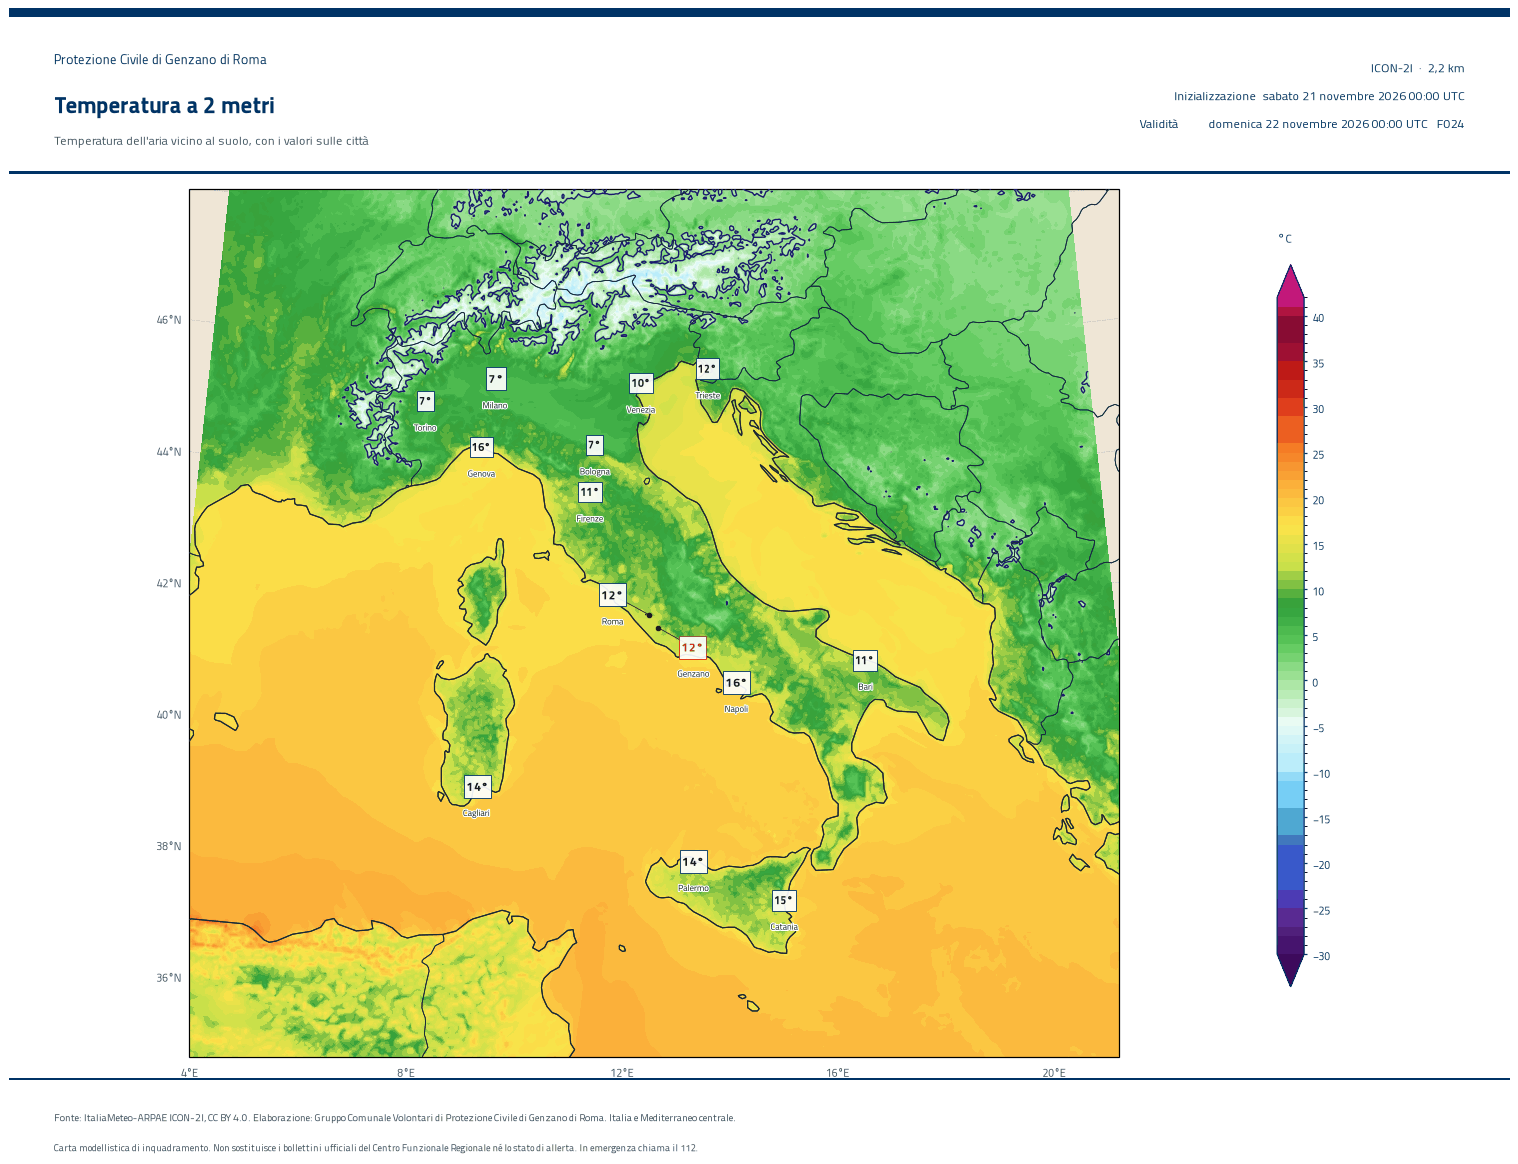 Protezione Civile di Genzano di Roma
Temperatura a 2 metri
Temperatura dell'aria vicino al suolo, con i valori sulle città
ICON-2I · 2,2 km
Inizializzazione sabato 21 novembre 2026 00:00 UTC
Validità domenica 22 novembre 2026 00:00 UTC F024
°C
40
35
30
25
20
15
10
5
0
−5
−10
−15
−20
−25
−30
46°N
44°N
42°N
40°N
38°N
36°N
4°E
8°E
12°E
16°E
20°E
12°
Trieste
10°
Venezia
7°
Milano
7°
Torino
16°
Genova
7°
Bologna
11°
Firenze
12°
Roma
12°
Genzano
16°
Napoli
11°
Bari
14°
Cagliari
14°
Palermo
15°
Catania
Fonte: ItaliaMeteo-ARPAE ICON-2I, CC BY 4.0. Elaborazione: Gruppo Comunale Volontari di Protezione Civile di Genzano di Roma. Italia e Mediterraneo centrale.
Carta modellistica di inquadramento. Non sostituisce i bollettini ufficiali del Centro Funzionale Regionale né lo stato di allerta. In emergenza chiama il 112.